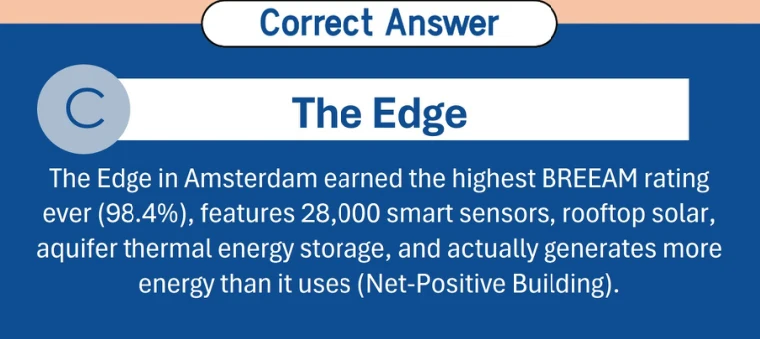 Correct Answer
C
The Edge
The Edge in Amsterdam earned the highest BREEAM rating
ever (98.4%), features 28,000 smart sensors, rooftop solar,
aquifer thermal energy storage, and actually generates more
energy than it uses (Net-Positive Building).